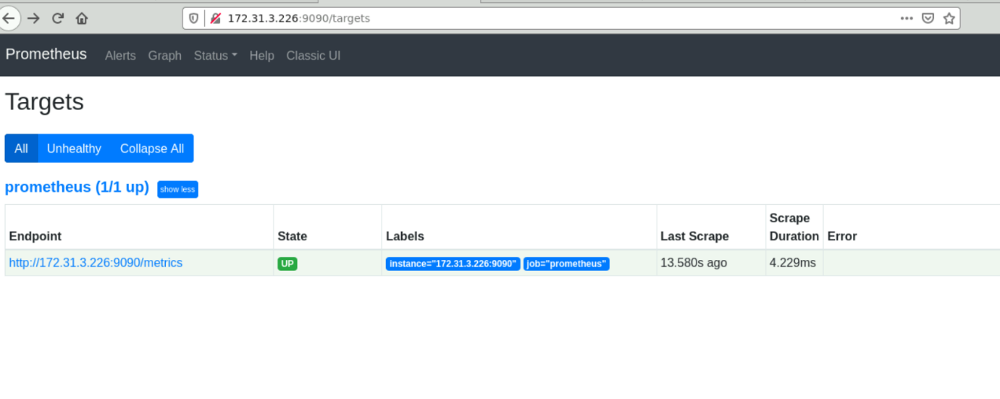 172.31.3.226:9090/targets
Prometheus Alerts Graph Status Help Classic UI
Targets
All Unhealthy Collapse All
prometheus (1/1 up) show less
Endpoint State Labels Last Scrape Scrape Duration Error
http://172.31.3.226:9090/metrics UP instance="172.31.3.226:9090" job="prometheus" 13.580s ago 4.229ms